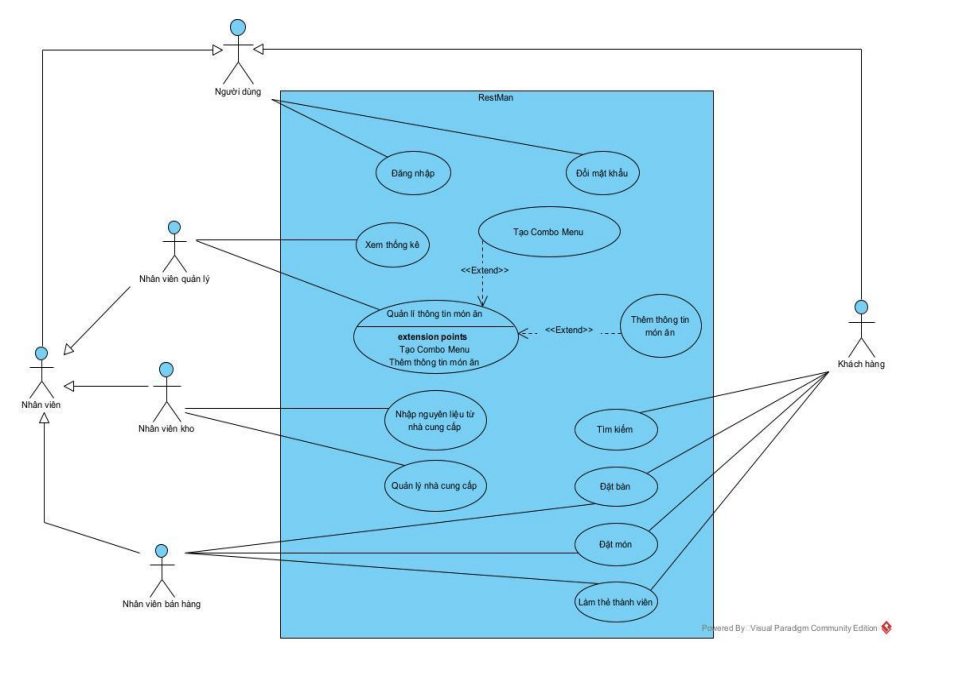 Người dùng
RestMan
Đăng nhập
Đổi mật khẩu
Tạo Combo Menu
Xem thống kê
<<Extend>>
Nhân viên quản lý
Quản lí thông tin món ăn
extension points
Tạo Combo Menu
Thêm thông tin món ăn
<<Extend>>
Thêm thông tin
món ăn
Khách hàng
Nhân viên
Nhân viên kho
Nhập nguyên liệu từ
nhà cung cấp
Tìm kiếm
Quản lý nhà cung cấp
Đặt bàn
Đặt món
Nhân viên bán hàng
Làm thẻ thành viên
Powered By Visual Paradigm Community Edition